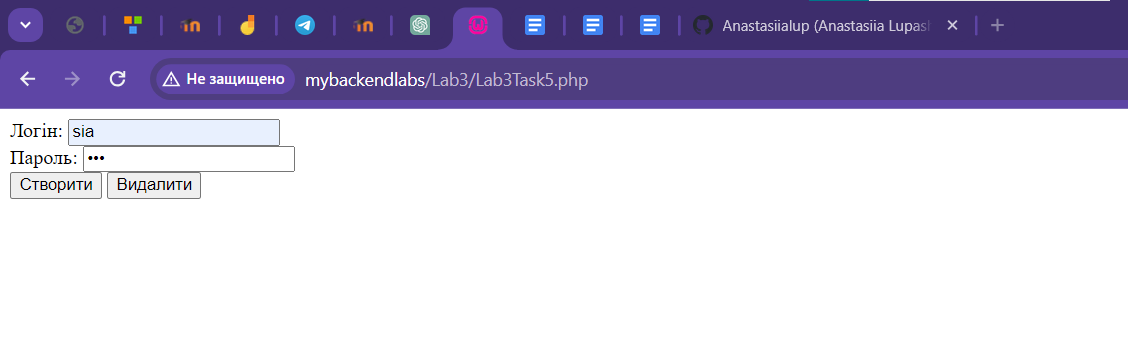 Anastasiialup (Anastasiia Lupas
Не защищено mybackendlabs/Lab3/Lab3Task5.php
Логін: sia
Пароль: •••
Створити Видалити